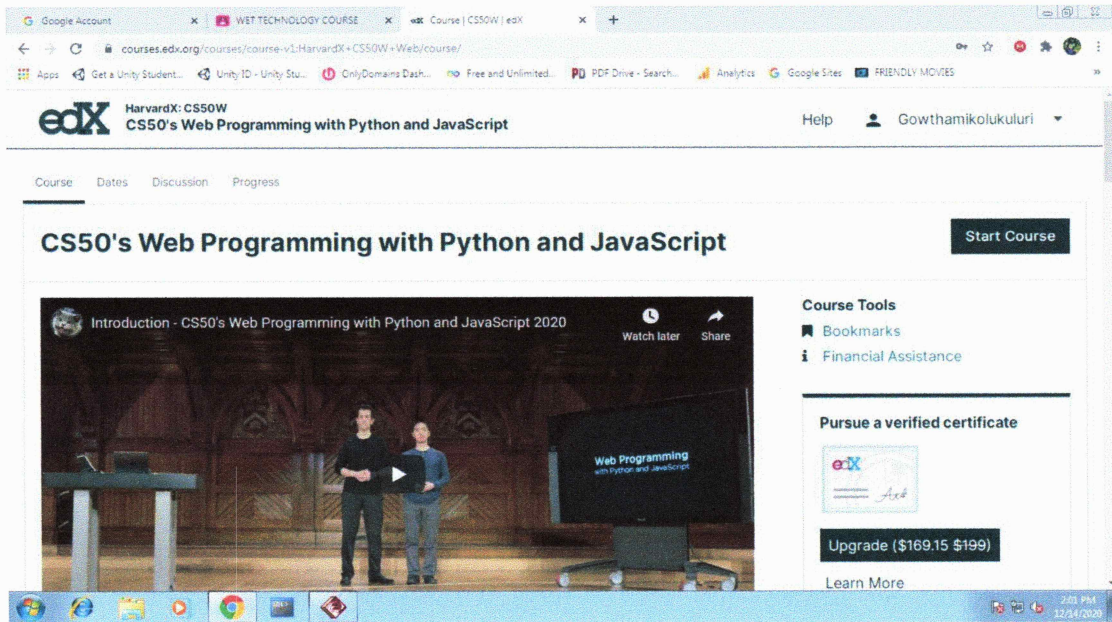 Google Account
WET TECHNOLOGY COURSE
edX Course | CS50W | edX
courses.edx.org/courses/course-v1:HarvardX+CS50W+Web/course/
Apps Get a Unity Student... Unity ID - Unity Stu... OnlyDomains Dash... no Free and Unlimited... PD PDF Drive - Search... Analytics G Google Sites FRIENDLY MOVIES »
edX
HarvardX: CS50W
CS50's Web Programming with Python and JavaScript
Help Gowthamikolukuluri
Course Dates Discussion Progress
CS50's Web Programming with Python and JavaScript
Start Course
Introduction - CS50's Web Programming with Python and JavaScript 2020
Watch later Share
Web Programming
with Python and JavaScript
Course Tools
Bookmarks
Financial Assistance
Pursue a verified certificate
edX
Upgrade ($169.15 $199)
Learn More
2:01 PM
12/14/2020